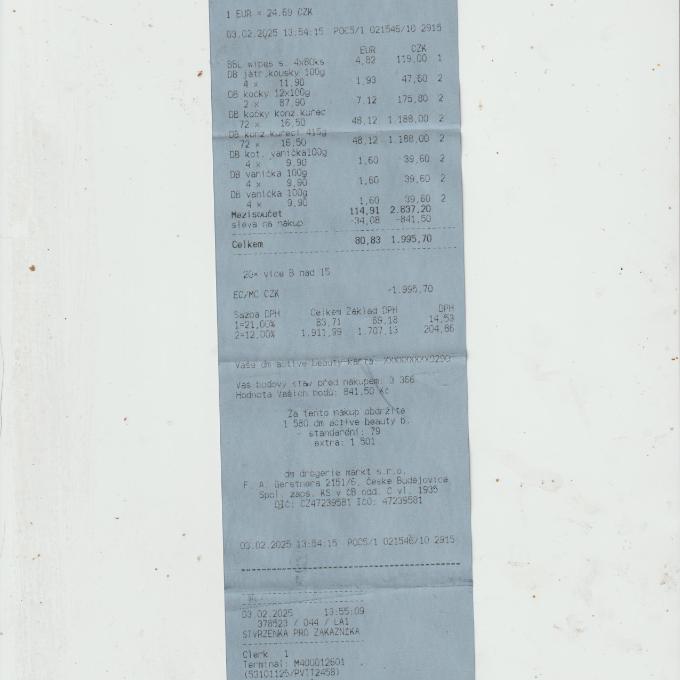 1 EUR = 24.69 CZK
03.02.2025 13:54:15 POC5/1 021546/10 2915
EUR CZK
BBL wipes s. 4x80ks 4,82 119,00 1
DB játr.kousky 100g
4 x 11,90 1,93 47,60 2
DB kočky 12x100g
2 x 87,90 7,12 175,80 2
DB kočky konz.kuřec
72 x 16,50 48,12 1.188,00 2
DB konz.kuřecí 415g
72 x 16,50 48,12 1.188,00 2
DB kot. vanička100g
4 x 9,90 1,60 39,60 2
DB vanička 100g
4 x 9,90 1,60 39,60 2
DB vanička 100g
4 x 9,90 1,60 39,60 2
Mezisoučet 114,91 2.837,20
sleva na nákup -34,08 -841,50
Celkem 80,83 1.995,70
20× více B nad 15
EC/MC CZK -1.995,70
Sazba DPH Celkem Základ DPH DPH
1=21,00% 83,71 69,18 14,53
2=12,00% 1.911,99 1.707,13 204,86
Vaše dm active beauty karta: XXXXXXXXX0290
Váš bodový stav před nákupem: 3 366
Hodnota Vašich bodů: 841,50 Kč
Za tento nákup obdržíte
1 580 dm active beauty b.
- standardní: 79
extra: 1 501
dm drogerie markt s.r.o.
F. A. Gerstnera 2151/6, České Budějovice
Spol. zaps. KS v ČB odd. C vl. 1935
DIČ: CZ47239581 IČO: 47239581
03.02.2025 13:54:15 POC5/1 021546/10 2915
03.02.2025 13:55:09
378523 / 044 / LA1
STVRZENKA PRO ZÁKAZNÍKA
Clerk 1
Terminal: M400012601
(53101125/PVTT2458)